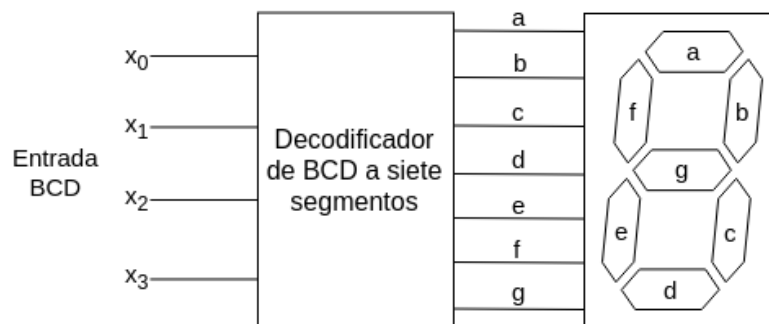 Entrada
BCD
x0
x1
x2
x3
Decodificador
de BCD a siete
segmentos
a
b
c
d
e
f
g
a
f
b
g
e
c
d